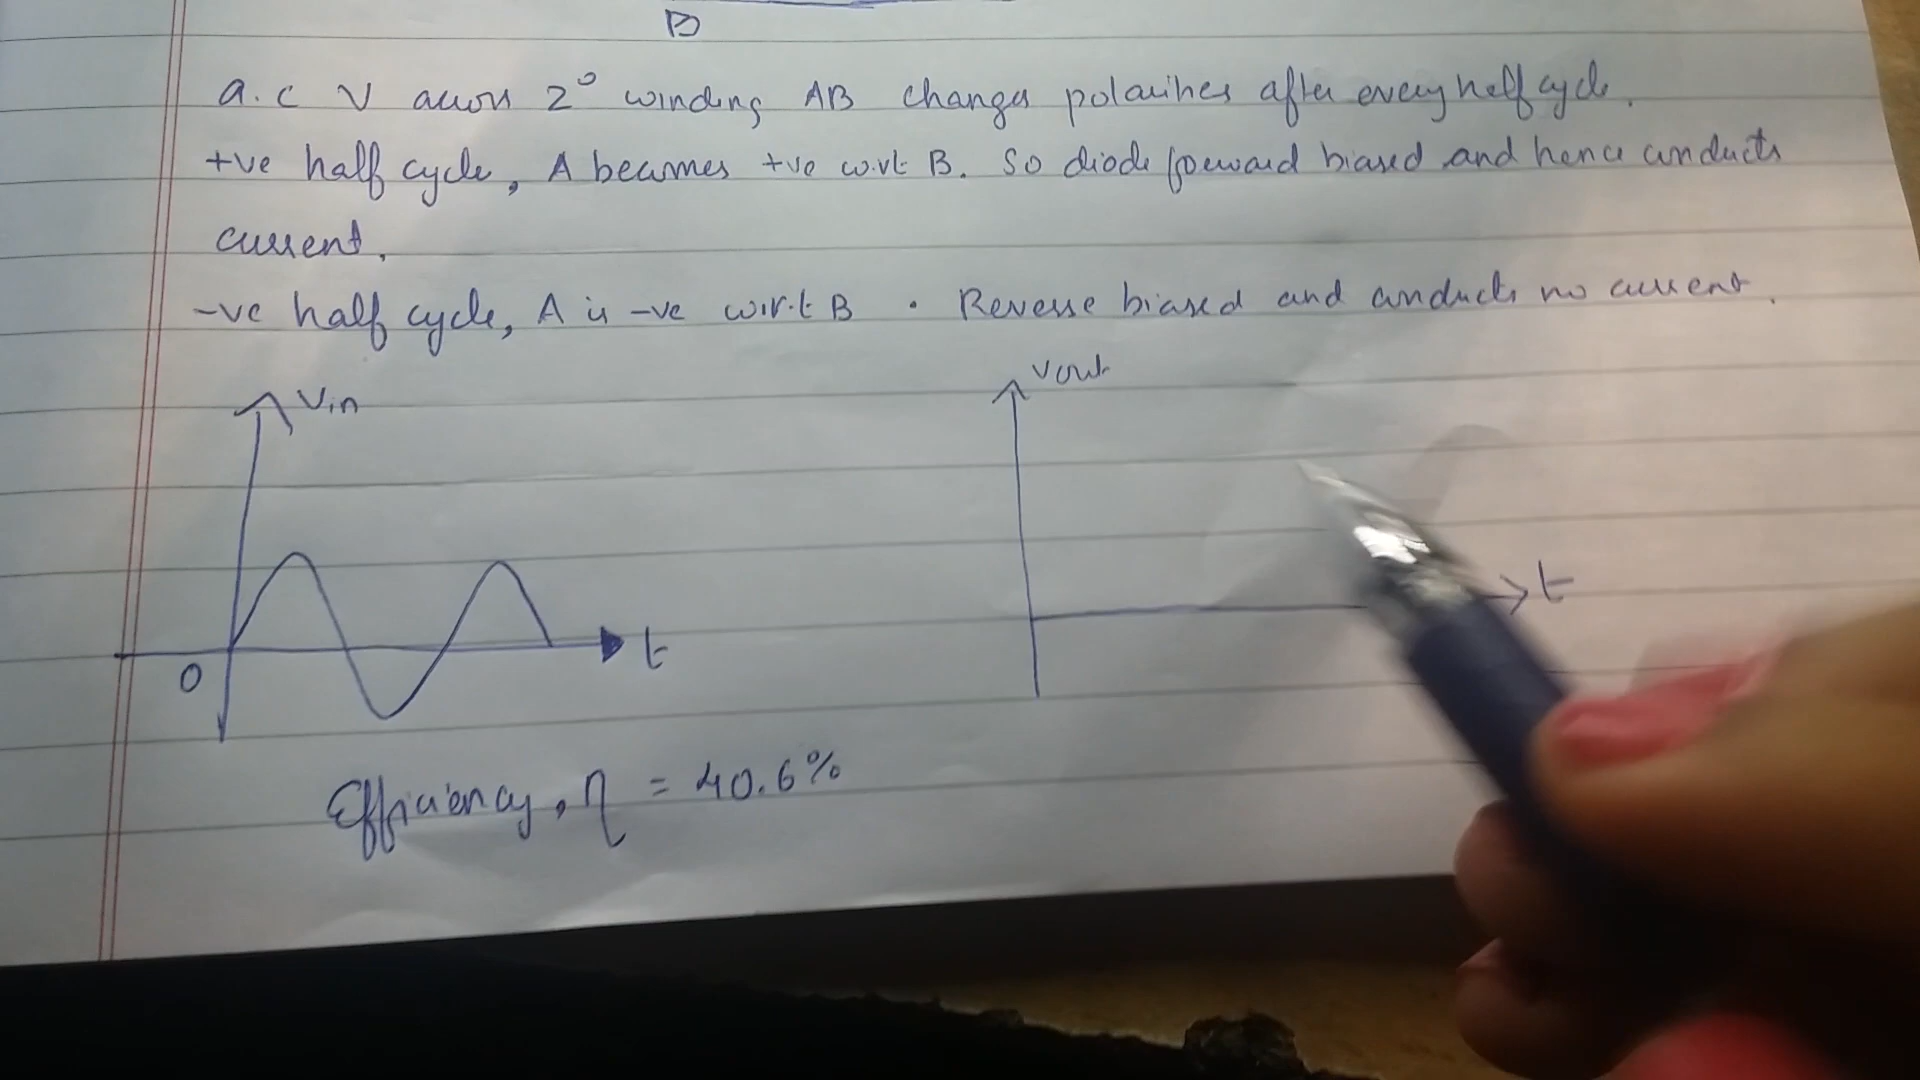 B
a.c V across 2° winding AB changes polarities after every half cycle.
+ve half cycle, A becomes +ve w.r.t B. So diode forward biased and hence conducts
current.
-ve half cycle, A is -ve w.r.t B . Reverse biased and conducts no current.
Vin
Vout
t
0
t
Efficiency, η = 40.6%